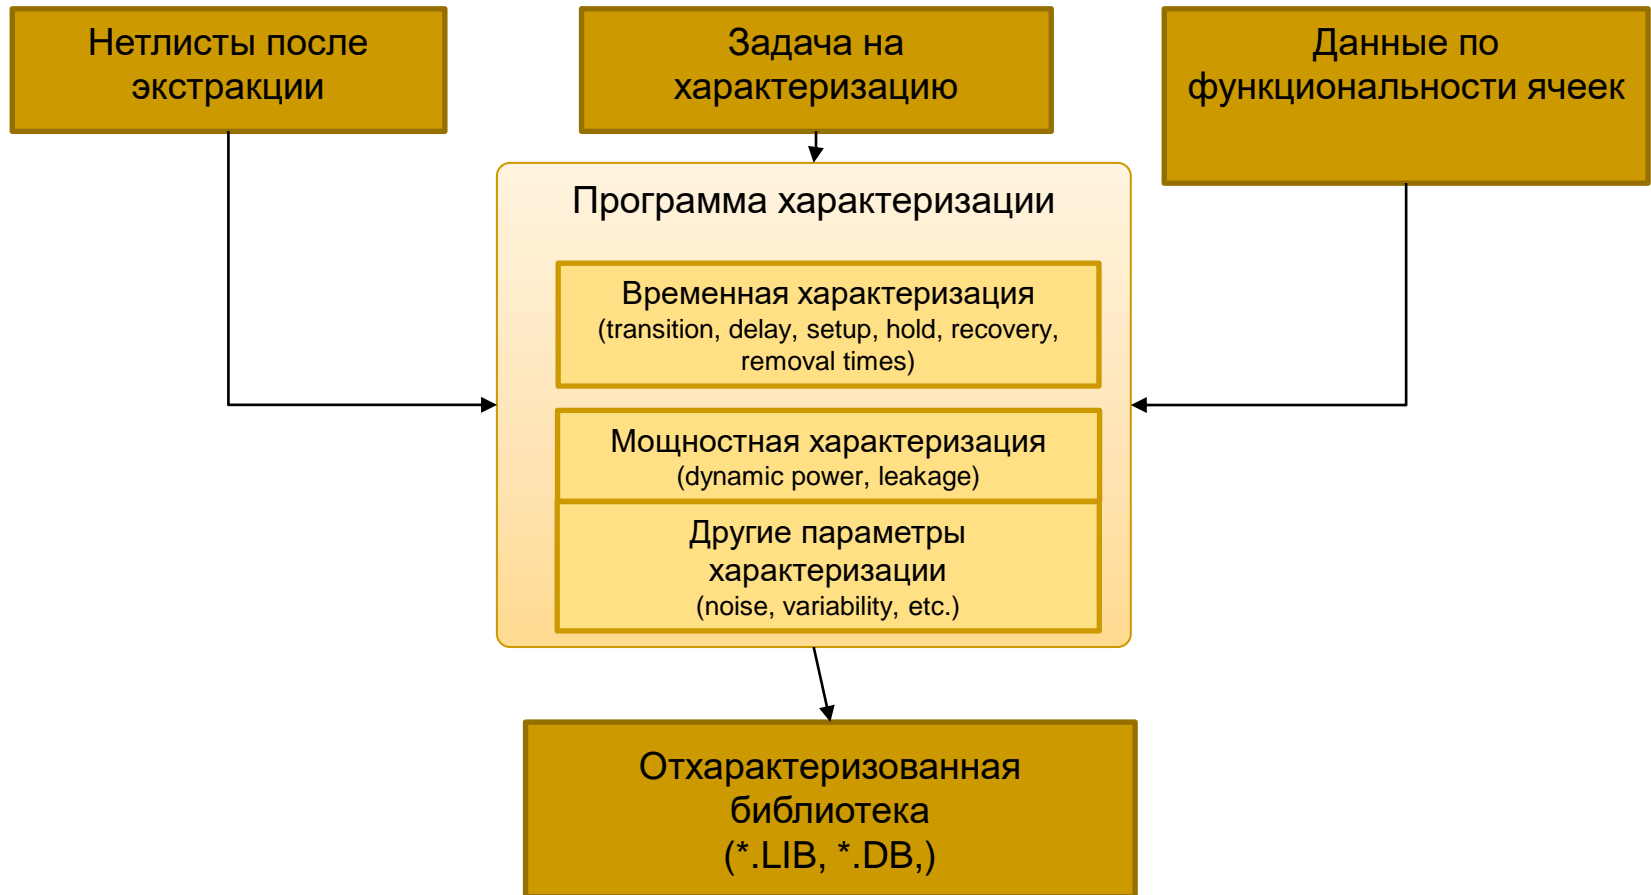 Нетлисты после
экстракции
Задача на
характеризацию
Данные по
функциональности ячеек
Программа характеризации
Временная характеризация
(transition, delay, setup, hold, recovery,
removal times)
Мощностная характеризация
(dynamic power, leakage)
Другие параметры
характеризации
(noise, variability, etc.)
Отхарактеризованная
библиотека
(*.LIB, *.DB,)